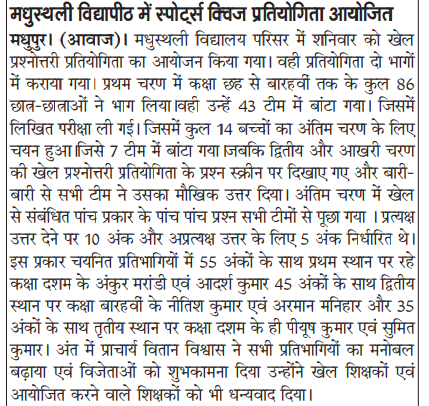 मधुस्थली विद्यापीठ में स्पोर्ट्स क्विज प्रतियोगिता आयोजित
मधुपुर। (आवाज)। मधुस्थली विद्यालय परिसर में शनिवार को खेल
प्रश्नोत्तरी प्रतियोगिता का आयोजन किया गया। वही प्रतियोगिता दो भागों
में कराया गया। प्रथम चरण में कक्षा छह से बारहवीं तक के कुल 86
छात्र-छात्राओं ने भाग लिया।वही उन्हें 43 टीम में बांटा गया। जिसमें
लिखित परीक्षा ली गई। जिसमें कुल 14 बच्चों का अंतिम चरण के लिए
चयन हुआ।जिसे 7 टीम में बांटा गया।जबकि द्वितीय और आखरी चरण
की खेल प्रश्नोत्तरी प्रतियोगिता के प्रश्न स्क्रीन पर दिखाए गए और बारी-
बारी से सभी टीम ने उसका मौखिक उत्तर दिया। अंतिम चरण में खेल
से संबंधित पांच प्रकार के पांच पांच प्रश्न सभी टीमों से पूछा गया । प्रत्यक्ष
उत्तर देने पर 10 अंक और अप्रत्यक्ष उत्तर के लिए 5 अंक निर्धारित थे।
इस प्रकार चयनित प्रतिभागियों में 55 अंकों के साथ प्रथम स्थान पर रहे
कक्षा दशम के अंकुर मरांडी एवं आदर्श कुमार 45 अंकों के साथ द्वितीय
स्थान पर कक्षा बारहवीं के नीतिश कुमार एवं अरमान मनिहार और 35
अंकों के साथ तृतीय स्थान पर कक्षा दशम के ही पीयूष कुमार एवं सुमित
कुमार। अंत में प्राचार्य वितान विश्वास ने सभी प्रतिभागियों का मनोबल
बढ़ाया एवं विजेताओं को शुभकामना दिया उन्होंने खेल शिक्षकों एवं
आयोजित करने वाले शिक्षकों को भी धन्यवाद दिया।